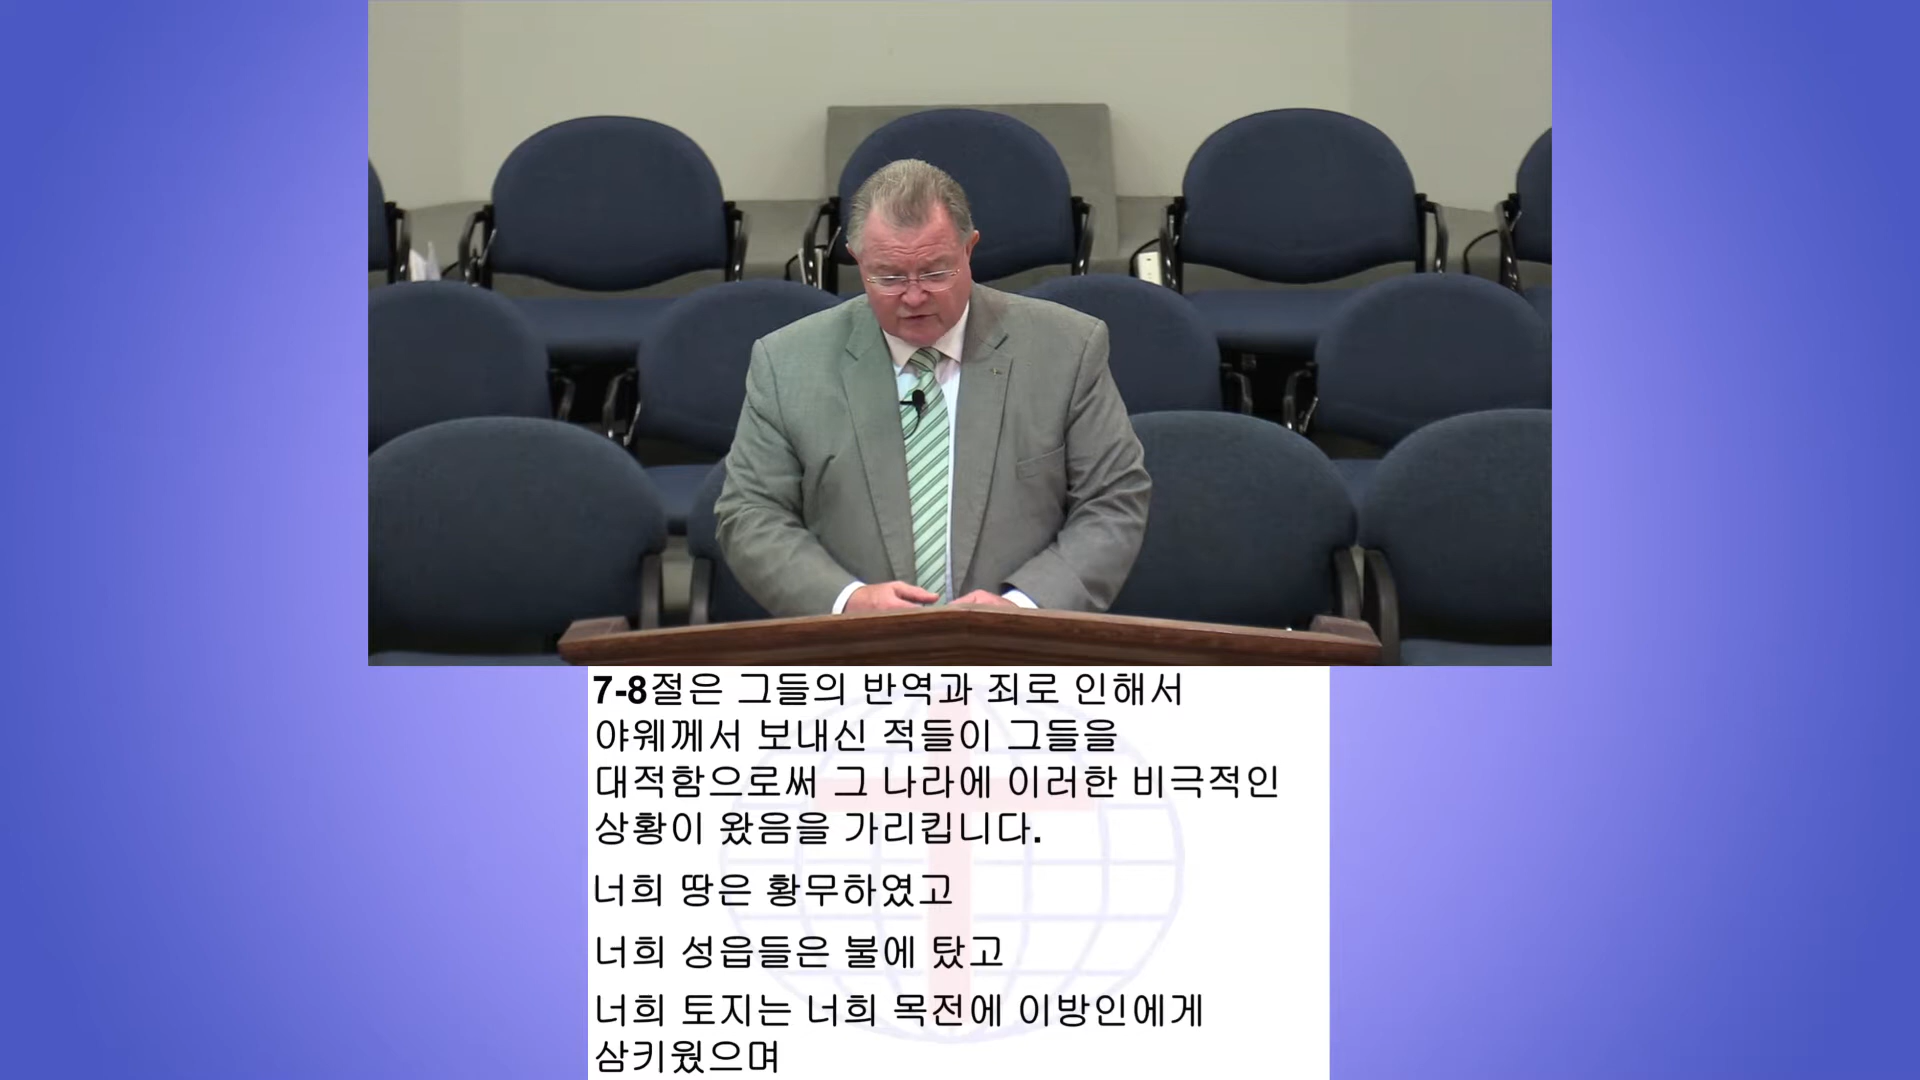 7-8절은 그들의 반역과 죄로 인해서
야웨께서 보내신 적들이 그들을
대적함으로써 그 나라에 이러한 비극적인
상황이 왔음을 가리킵니다.
너희 땅은 황무하였고
너희 성읍들은 불에 탔고
너희 토지는 너희 목전에 이방인에게
삼키웠으며